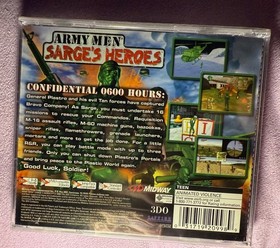 ARMY MEN
SARGE'S HEROES
CONFIDENTIAL 0600 HOURS:
General Plastro and his evil Tan forces have captured
Bravo Company! As Sarge, you must undertake 16
missions to rescue your Commandos. Requisition
M-16 assault rifles, M-60 machine guns, bazookas,
sniper rifles, flamethrowers, grenade launchers,
mortars and more to get the job done. For a little
R&R, you can play battle mode with up to three
friends. Only you can shut down Plastro's Portals
and bring peace to the Plastic World again.
Good Luck, Soldier!
MIDWAY
3DO
TEEN
ANIMATED VIOLENCE
31719 20998